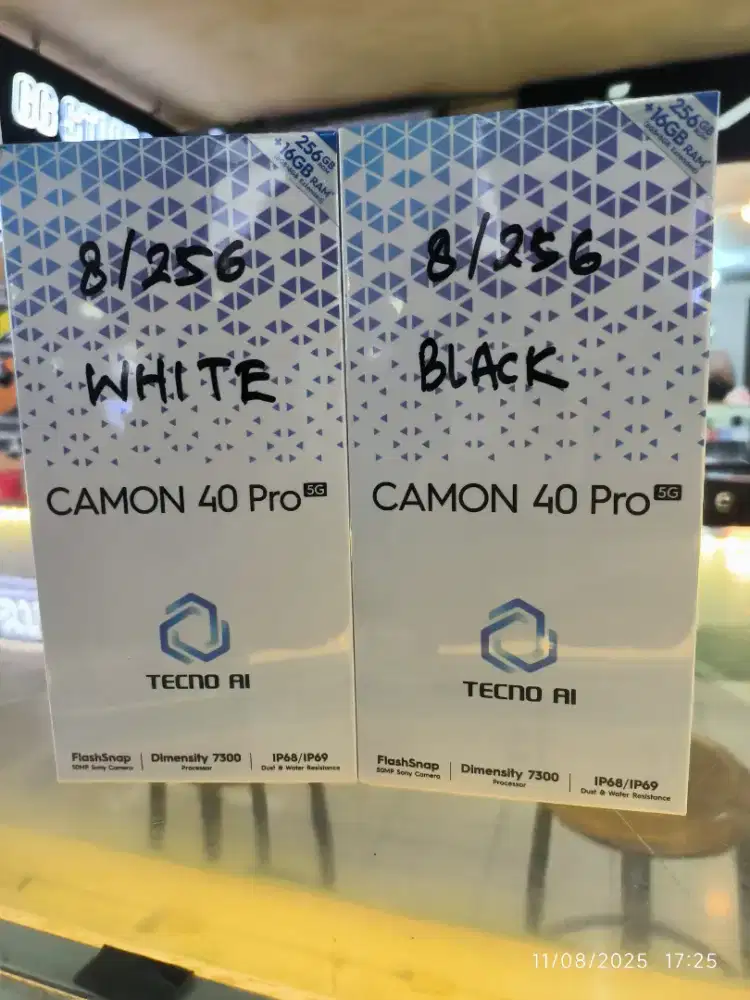 256GB ROM
+16GB RAM
8/256
WHITE
CAMON 40 Pro 5G
TECNO AI
FlashSnap
50MP Sony Camera
Dimensity 7300
Processor
IP68/IP69
Dust & Water Resistance
256GB ROM
+16GB RAM
8/256
BLACK
CAMON 40 Pro 5G
TECNO AI
FlashSnap
50MP Sony Camera
Dimensity 7300
Processor
IP68/IP69
Dust & Water Resistance
11/08/2025 17:25